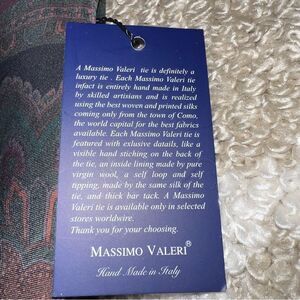 A Massimo Valeri tie is definitely a
luxury tie . Each Massimo Valeri tie
infact is entirely hand made in Italy
by skilled artisians and is realized
using the best woven and printed silks
coming only from the town of Como,
the world capital for the best fabrics
available. Each Massimo Valeri tie is
featured with exlusive datails, like a
visible hand stiching on the back of
the tie, an inside lining made by pure
virgin wool, a self loop and self
tipping, made by the same silk of the
tie, and thick bar tack. A Massimo
Valeri tie is available only in selected
stores worldwire.
Thank you for your choosing.
MASSIMO VALERI®
Hand Made in Italy